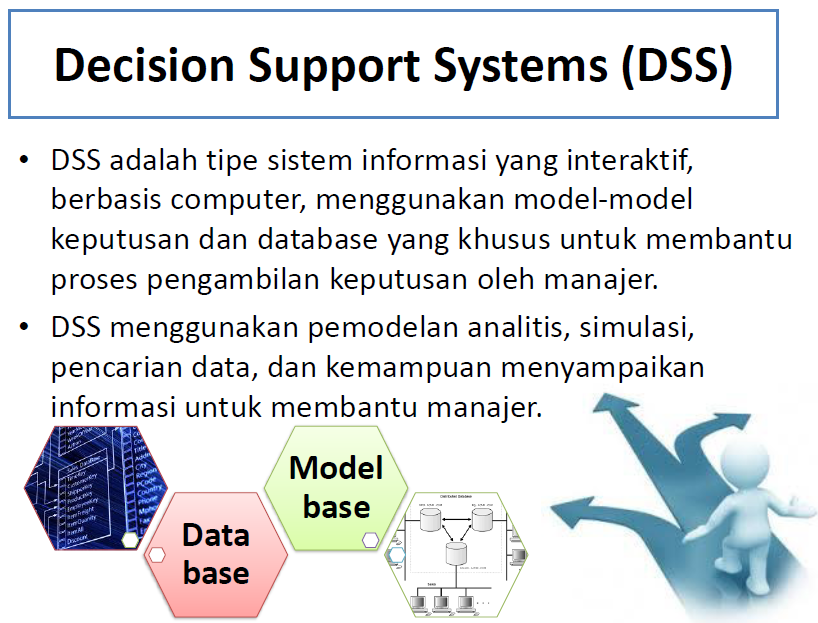 Decision Support Systems (DSS)
• DSS adalah tipe sistem informasi yang interaktif,
berbasis computer, menggunakan model-model
keputusan dan database yang khusus untuk membantu
proses pengambilan keputusan oleh manajer.
• DSS menggunakan pemodelan analitis, simulasi,
pencarian data, dan kemampuan menyampaikan
informasi untuk membantu manajer.
Model
base
Data
base